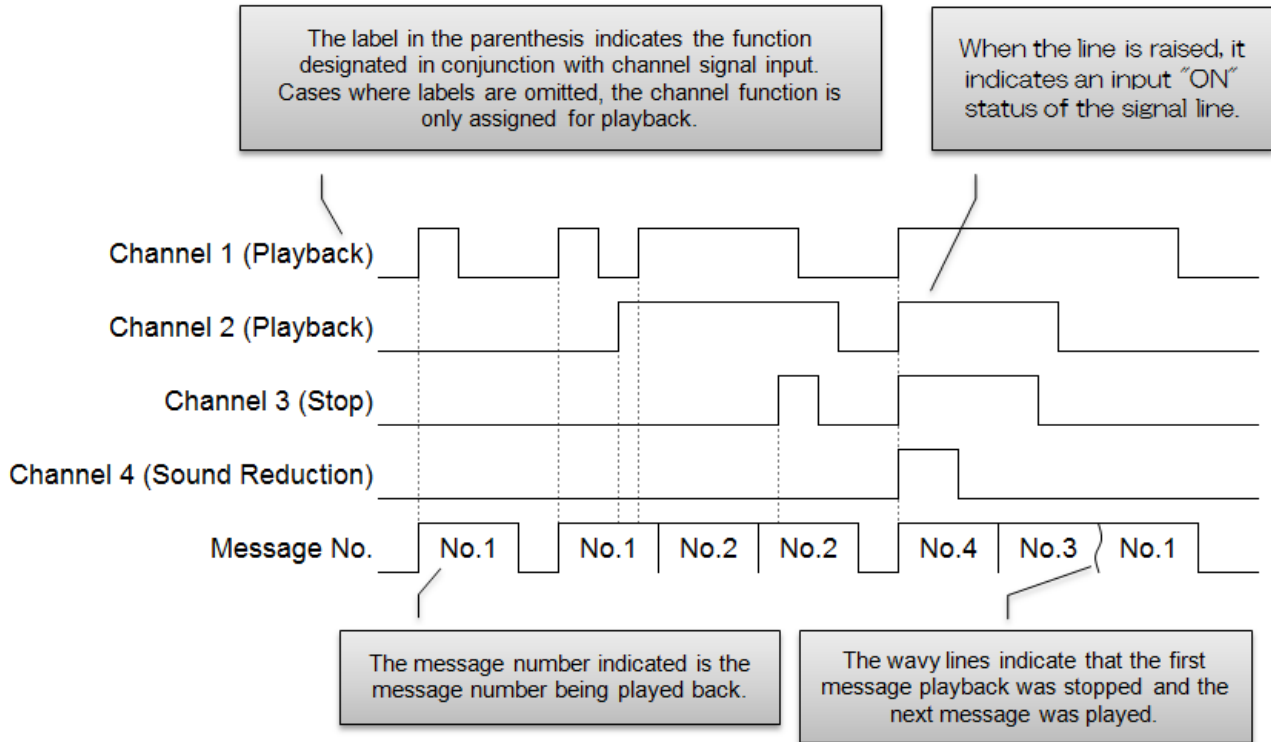 The label in the parenthesis indicates the function
designated in conjunction with channel signal input.
Cases where labels are omitted, the channel function is
only assigned for playback.
When the line is raised, it
indicates an input "ON"
status of the signal line.
Channel 1 (Playback)
Channel 2 (Playback)
Channel 3 (Stop)
Channel 4 (Sound Reduction)
Message No.
No.1
No.1
No.2
No.2
No.4
No.3
No.1
The message number indicated is the
message number being played back.
The wavy lines indicate that the first
message playback was stopped and the
next message was played.